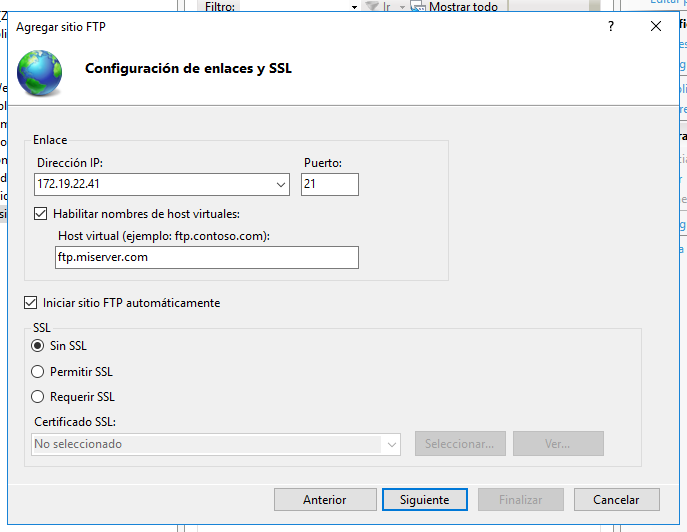 Filtro:
Ir
Mostrar todo
Agregar sitio FTP
?
Configuración de enlaces y SSL
Enlace
Dirección IP:
Puerto:
172.19.22.41
21
Habilitar nombres de host virtuales:
Host virtual (ejemplo: ftp.contoso.com):
ftp.miserver.com
Iniciar sitio FTP automáticamente
SSL
Sin SSL
Permitir SSL
Requerir SSL
Certificado SSL:
No seleccionado
Seleccionar...
Ver...
Anterior
Siguiente
Finalizar
Cancelar